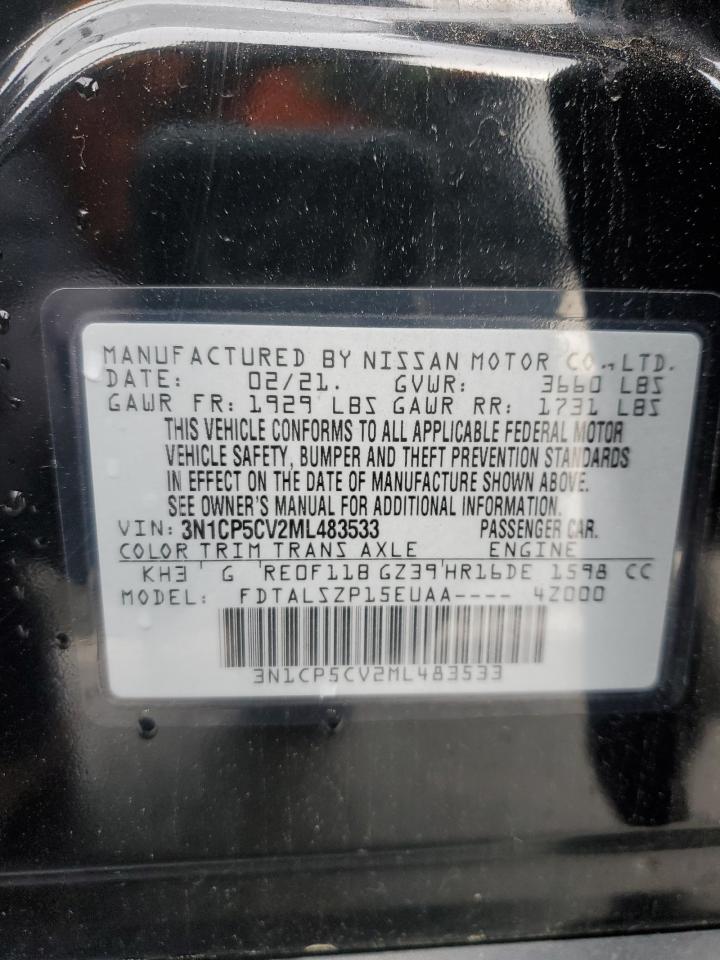 MANUFACTURED BY NISSAN MOTOR CO., LTD.
DATE: 02/21. GVWR: 3660 LBS
GAWR FR: 1929 LBS GAWR RR: 1731 LBS
THIS VEHICLE CONFORMS TO ALL APPLICABLE FEDERAL MOTOR
VEHICLE SAFETY, BUMPER AND THEFT PREVENTION STANDARDS
IN EFFECT ON THE DATE OF MANUFACTURE SHOWN ABOVE.
SEE OWNER'S MANUAL FOR ADDITIONAL INFORMATION.
VIN: 3N1CP5CV2ML483533 PASSENGER CAR.
COLOR TRIM TRANS AXLE ENGINE
KH3 G RE0F11B GZ39 HR16DE 1598 CC
MODEL: FDTALSZP15EUAA---- 4Z000
3N1CP5CV2ML483533